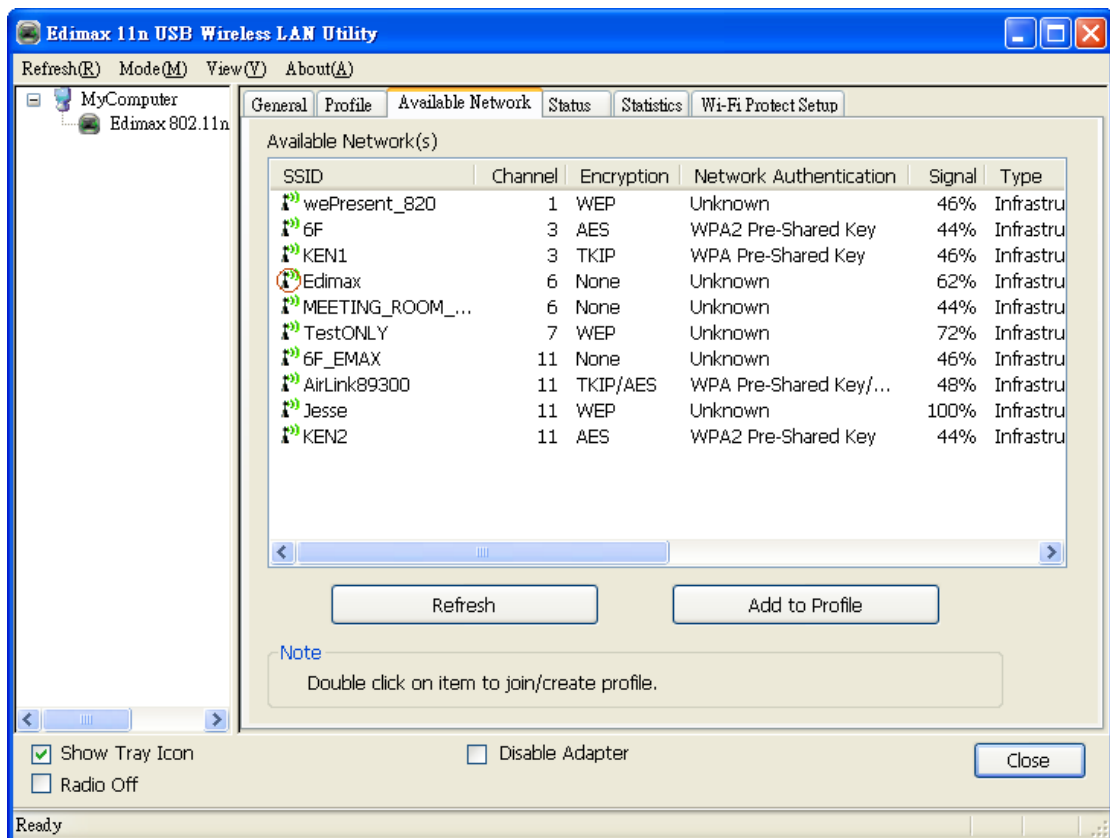 Edimax 11n USB Wireless LAN Utility
Refresh(R) Mode(M) View(V) About(A)
MyComputer
Edimax 802.11n
General Profile Available Network Status Statistics Wi-Fi Protect Setup
Available Network(s)
SSID Channel Encryption Network Authentication Signal Type
wePresent_820 1 WEP Unknown 46% Infrastru
6F 3 AES WPA2 Pre-Shared Key 44% Infrastru
KEN1 3 TKIP WPA Pre-Shared Key 46% Infrastru
Edimax 6 None Unknown 62% Infrastru
MEETING_ROOM_... 6 None Unknown 44% Infrastru
TestONLY 7 WEP Unknown 72% Infrastru
6F_EMAX 11 None Unknown 46% Infrastru
AirLink89300 11 TKIP/AES WPA Pre-Shared Key/... 48% Infrastru
Jesse 11 WEP Unknown 100% Infrastru
KEN2 11 AES WPA2 Pre-Shared Key 44% Infrastru
Refresh Add to Profile
Note
Double click on item to join/create profile.
Show Tray Icon Disable Adapter Close
Radio Off
Ready